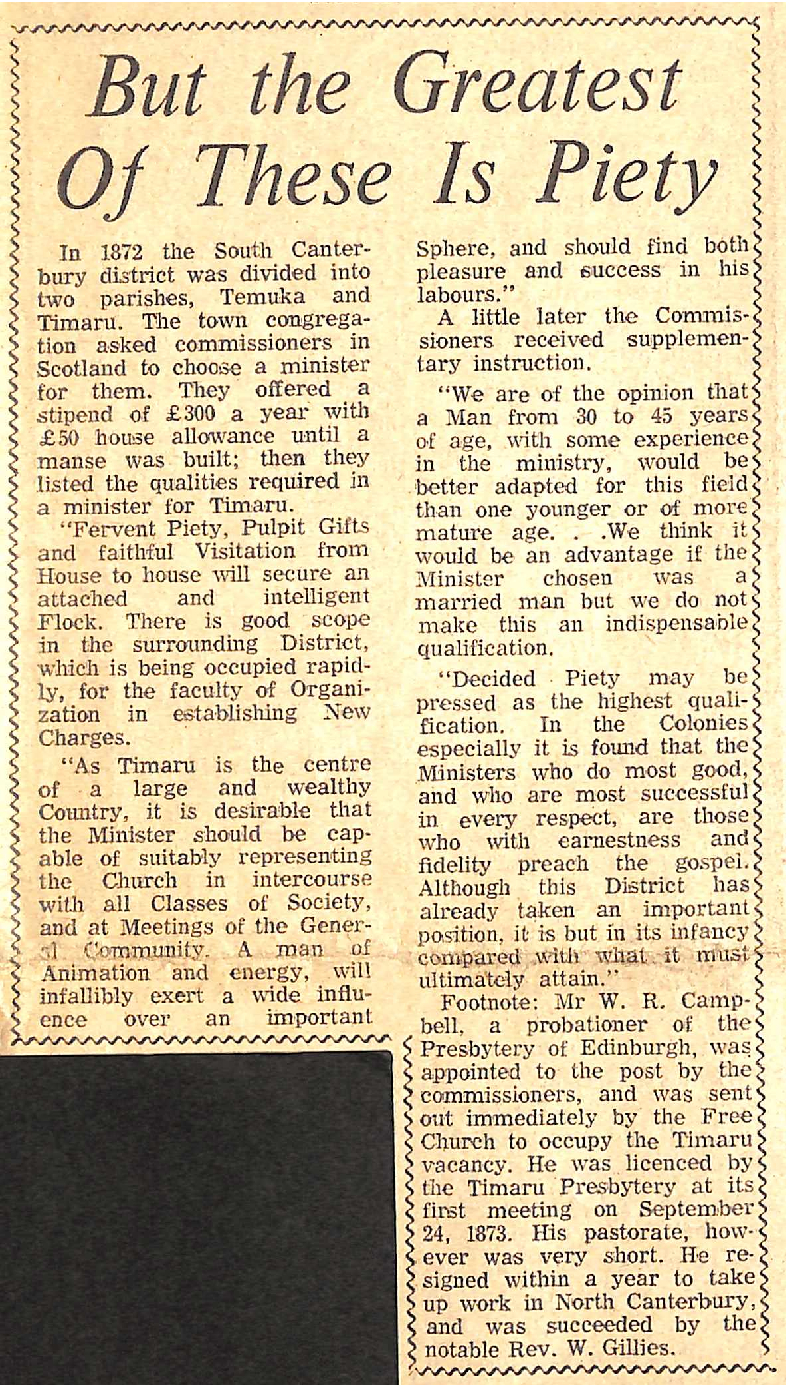 But the Greatest
Of These Is Piety
In 1872 the South Canter-
bury district was divided into
two parishes, Temuka and
Timaru. The town congrega-
tion asked commissioners in
Scotland to choose a minister
for them. They offered a
stipend of £300 a year with
£50 house allowance until a
manse was built; then they
listed the qualities required in
a minister for Timaru.
"Fervent Piety, Pulpit Gifts
and faithful Visitation from
House to house will secure an
attached and intelligent
Flock. There is good scope
in the surrounding District,
which is being occupied rapid-
ly, for the faculty of Organi-
zation in establishing New
Charges.
"As Timaru is the centre
of a large and wealthy
Country, it is desirable that
the Minister should be cap-
able of suitably representing
the Church in intercourse
with all Classes of Society,
and at Meetings of the Gener-
al Community. A man of
Animation and energy, will
infallibly exert a wide influ-
ence over an important
Sphere, and should find both
pleasure and success in his
labours."
A little later the Commis-
sioners received supplemen-
tary instruction.
"We are of the opinion that
a Man from 30 to 45 years
of age, with some experience
in the ministry, would be
better adapted for this field
than one younger or of more
mature age. . .We think it
would be an advantage if the
Minister chosen was a
married man but we do not
make this an indispensable
qualification.
"Decided Piety may be
pressed as the highest quali-
fication. In the Colonies
especially it is found that the
Ministers who do most good,
and who are most successful
in every respect, are those
who with earnestness and
fidelity preach the gospel.
Although this District has
already taken an important
position, it is but in its infancy
compared with what it must
ultimately attain."
Footnote: Mr W. R. Camp-
bell, a probationer of the
Presbytery of Edinburgh, was
appointed to the post by the
commissioners, and was sent
out immediately by the Free
Church to occupy the Timaru
vacancy. He was licenced by
the Timaru Presbytery at its
first meeting on September
24, 1873. His pastorate, how-
ever was very short. He re-
signed within a year to take
up work in North Canterbury,
and was succeeded by the
notable Rev. W. Gillies.